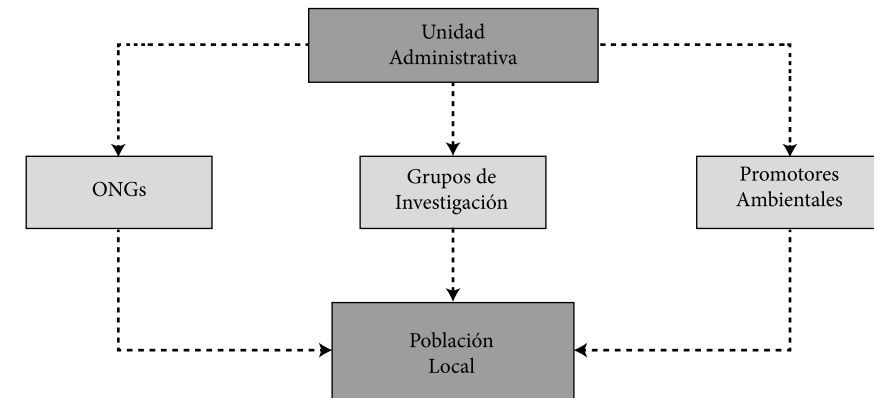 Unidad
Administrativa
ONGs
Grupos de
Investigación
Promotores
Ambientales
Población
Local